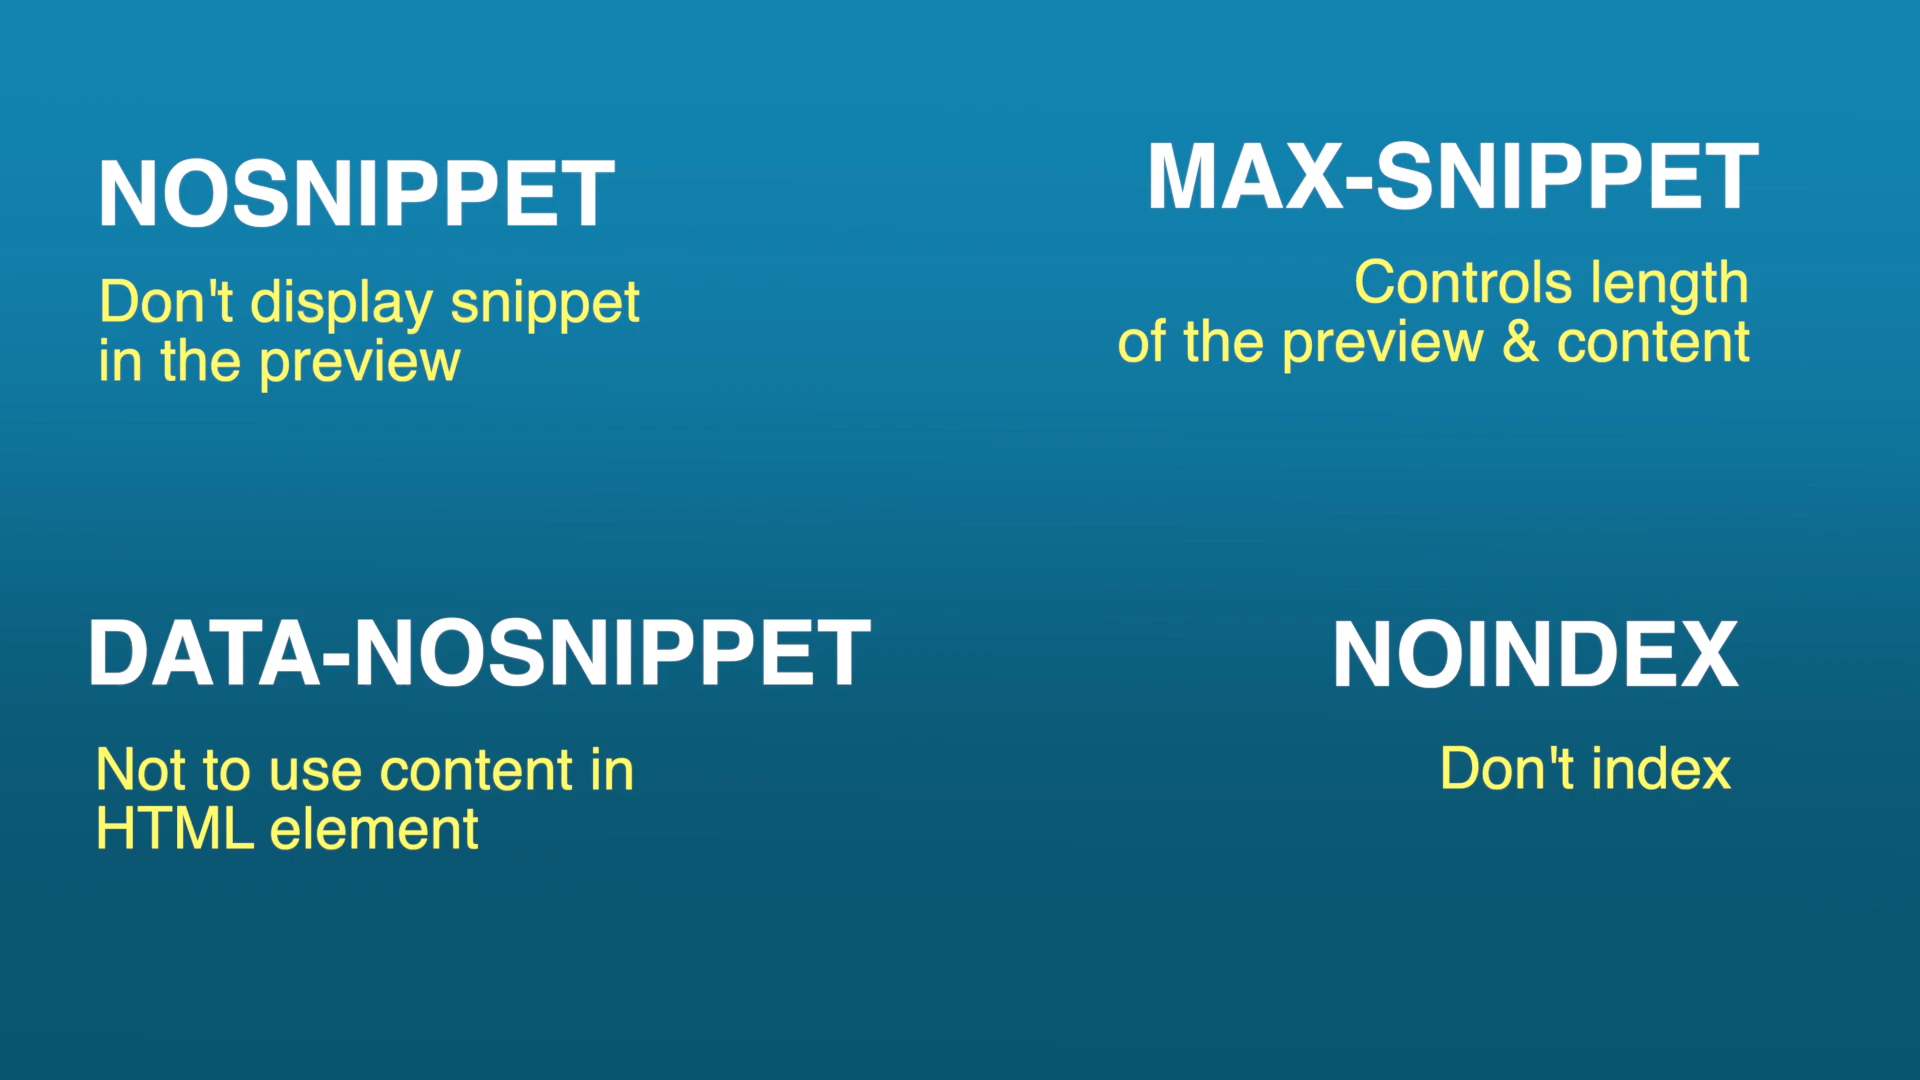 NOSNIPPET
Don't display snippet
in the preview
MAX-SNIPPET
Controls length
of the preview & content
DATA-NOSNIPPET
Not to use content in
HTML element
NOINDEX
Don't index